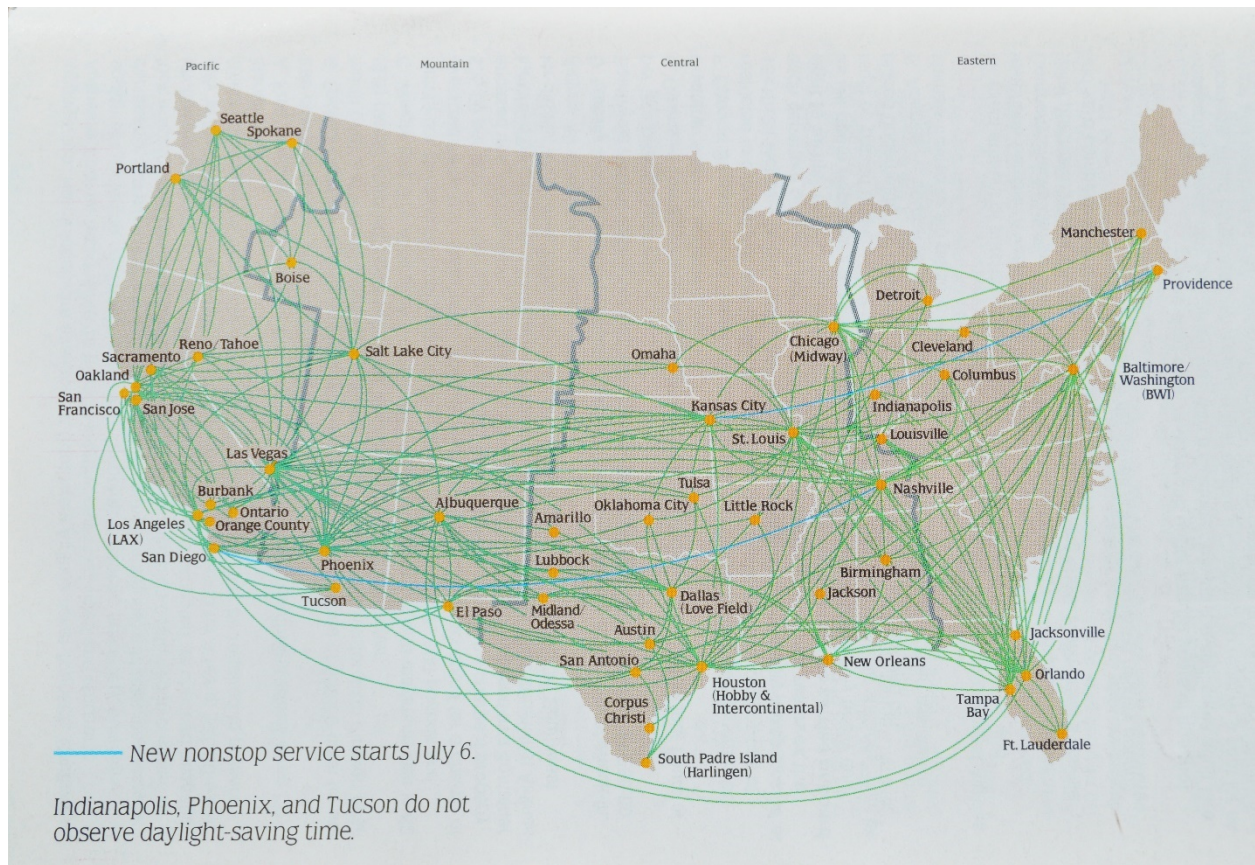 Pacific
Mountain
Central
Eastern
Seattle
Spokane
Portland
Boise
Manchester
Providence
Detroit
Chicago
(Midway)
Cleveland
Reno/Tahoe
Sacramento
Salt Lake City
Omaha
Oakland
San
Francisco
San Jose
Columbus
Baltimore/
Washington
(BWI)
Kansas City
Indianapolis
St. Louis
Louisville
Las Vegas
Nashville
Burbank
Ontario
Los Angeles
(LAX)
Orange County
San Diego
Albuquerque
Amarillo
Oklahoma City
Tulsa
Little Rock
Phoenix
Tucson
Lubbock
El Paso
Midland/
Odessa
Dallas
(Love Field)
Birmingham
Jackson
Austin
San Antonio
Houston
(Hobby &
Intercontinental)
New Orleans
Jacksonville
Orlando
Tampa
Bay
Corpus
Christi
Ft. Lauderdale
South Padre Island
(Harlingen)
New nonstop service starts July 6.
Indianapolis, Phoenix, and Tucson do not
observe daylight-saving time.